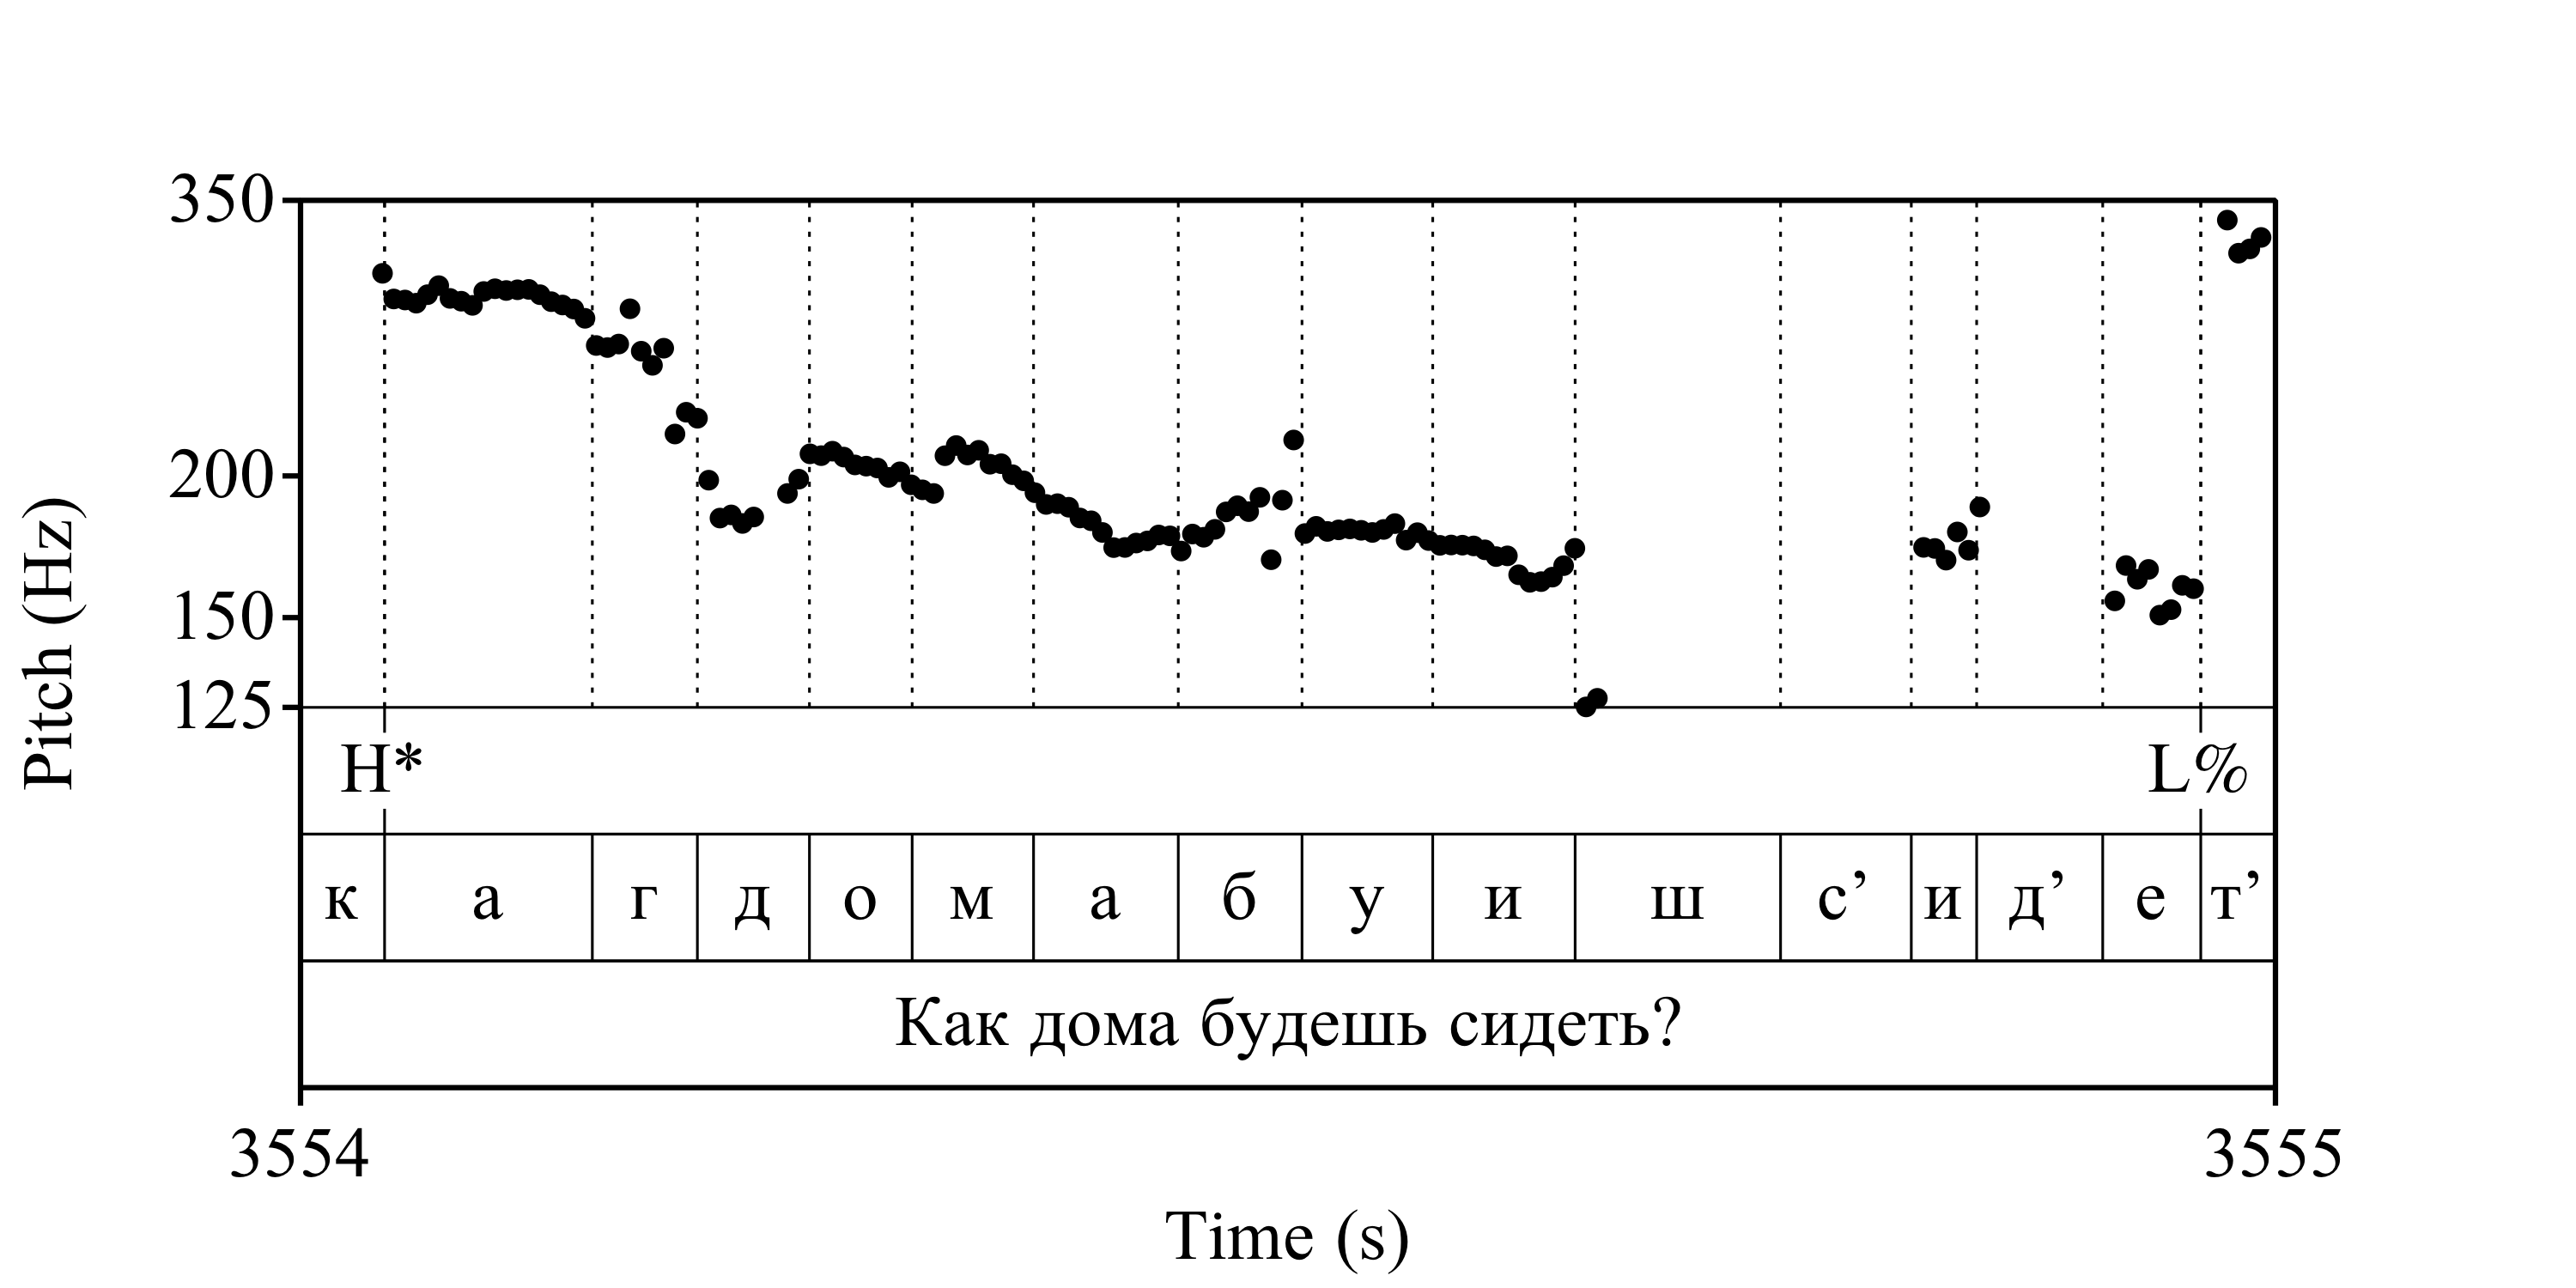 Pitch (Hz)
350
200
150
125
H* L%
к а г д о м а б у и ш с’ и д’ е т’
Как дома будешь сидеть?
3554 3555
Time (s)